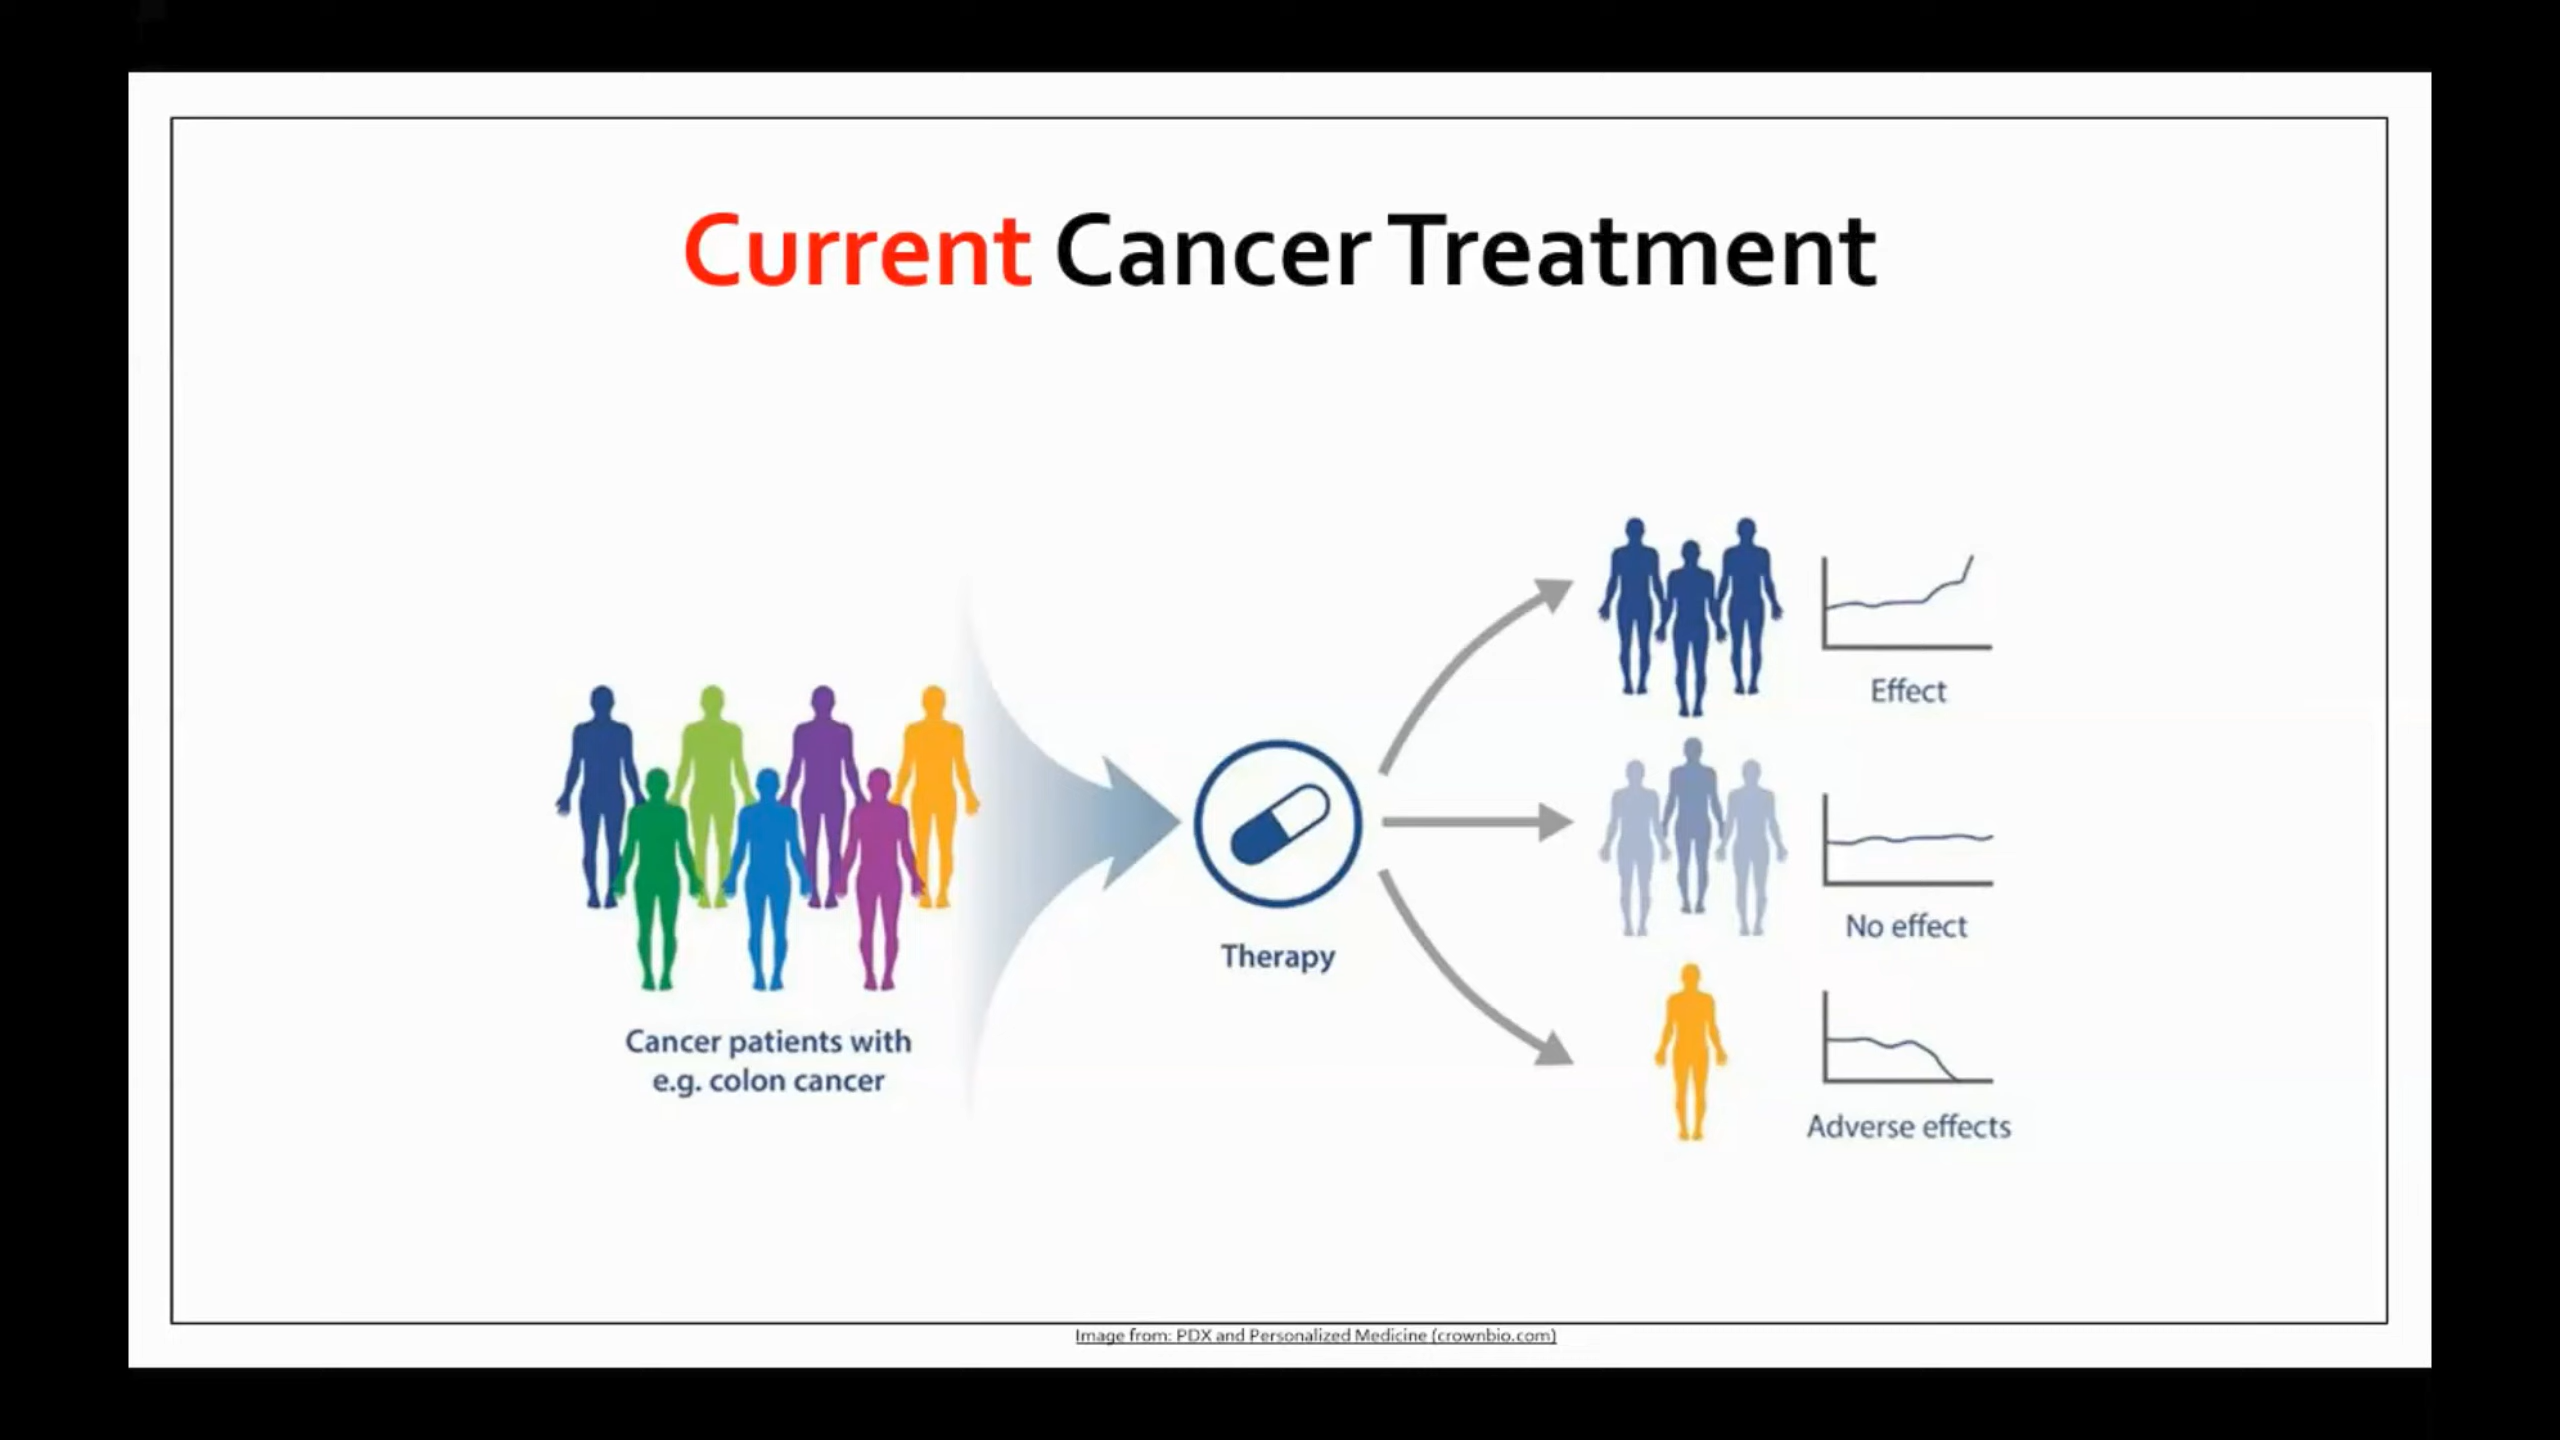 Current Cancer Treatment
Cancer patients with
e.g. colon cancer
Therapy
Effect
No effect
Adverse effects
Image from: PDX and Personalized Medicine (crownbio.com)